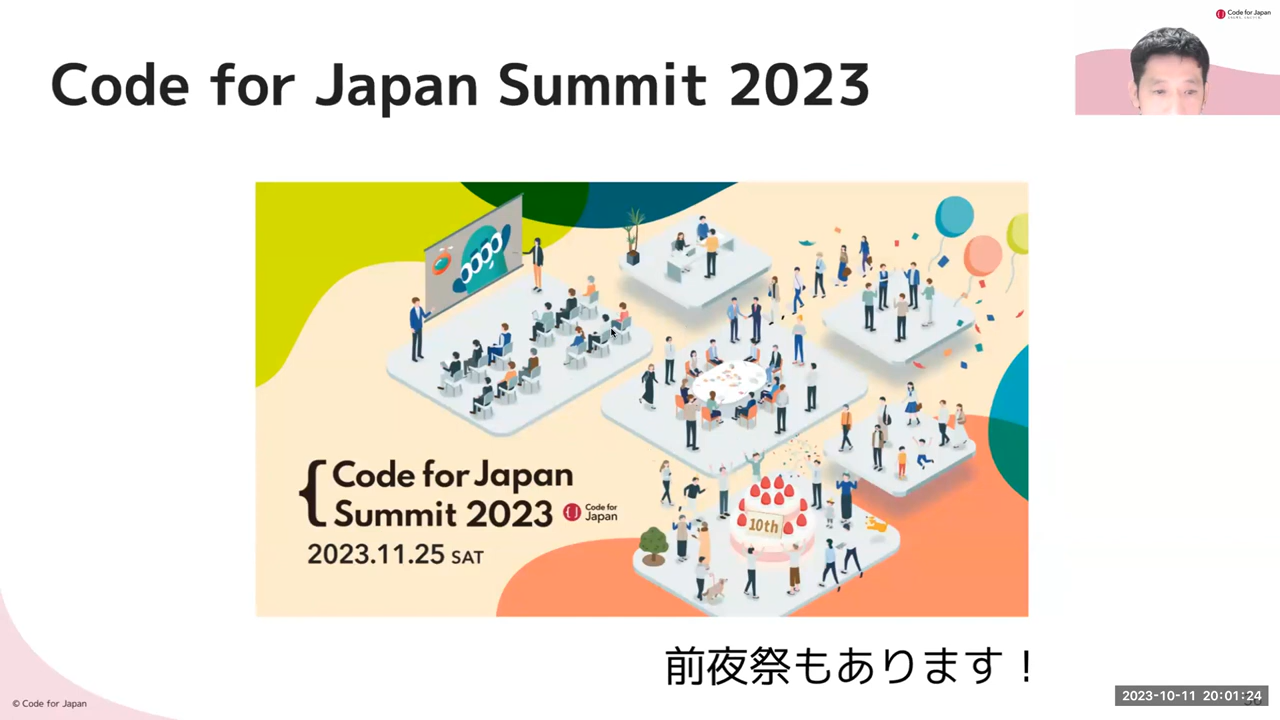 Code for Japan
Code for Japan Summit 2023
10th
{ Code for Japan
Summit 2023
Code for
Japan
2023.11.25 SAT
前夜祭もあります！
© Code for Japan
2023-10-11 20:01:24